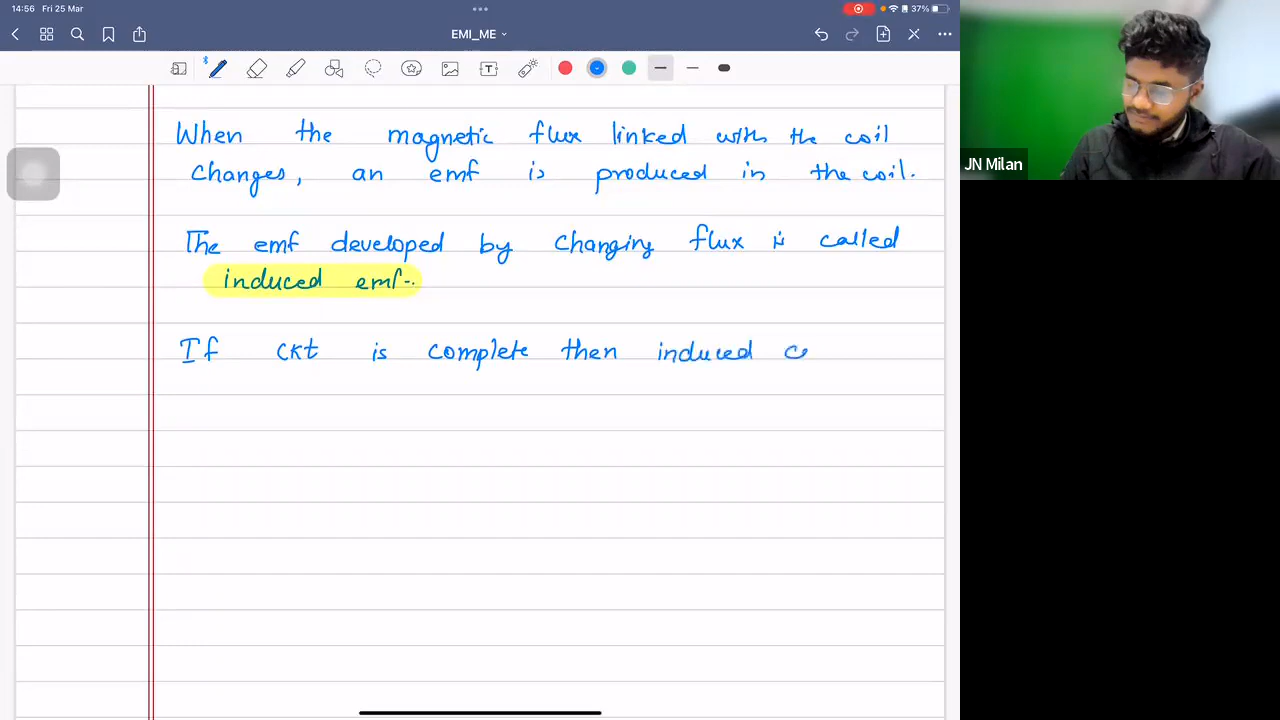 14:56 Fri 25 Mar
37%
EMI_ME
When the magnetic flux linked with the coil
changes, an emf is produced in the coil.
The emf developed by changing flux is called
induced emf.
If ckt is complete then induced c
JN Milan